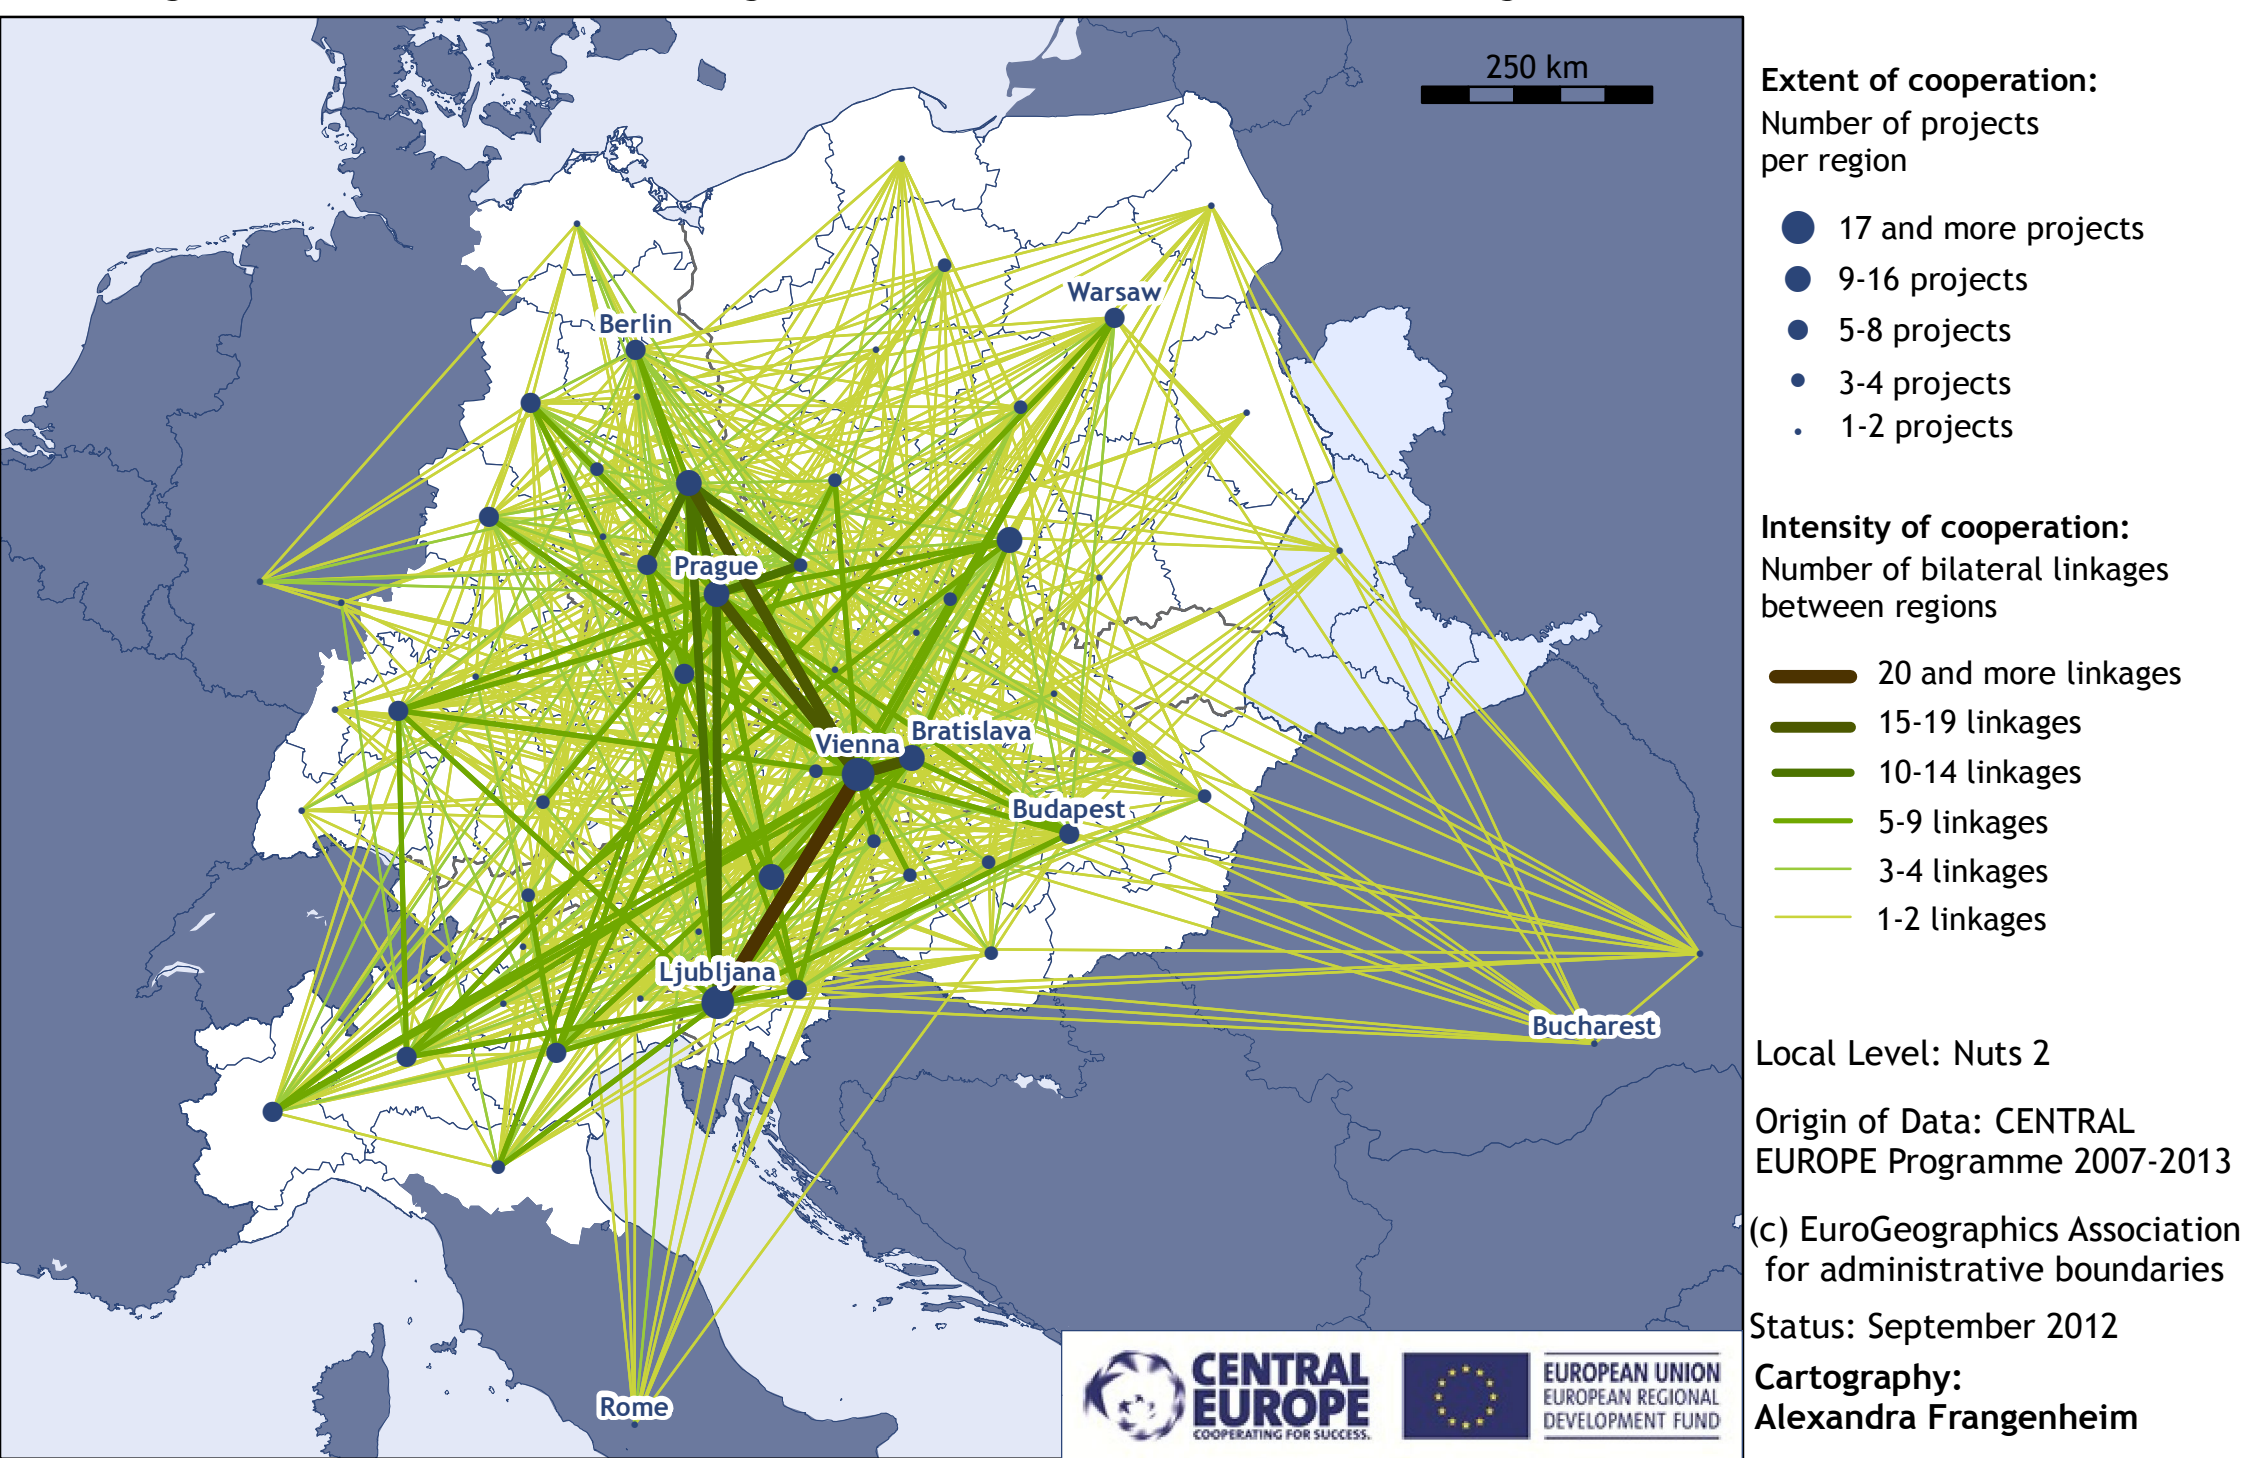 250 km
Warsaw
Berlin
Prague
Bratislava
Vienna
Budapest
Ljubljana
Bucharest
Rome
CENTRAL
EUROPE
COOPERATING FOR SUCCESS.
EUROPEAN UNION
EUROPEAN REGIONAL
DEVELOPMENT FUND
Extent of cooperation:
Number of projects
per region
17 and more projects
9-16 projects
5-8 projects
3-4 projects
1-2 projects
Intensity of cooperation:
Number of bilateral linkages
between regions
20 and more linkages
15-19 linkages
10-14 linkages
5-9 linkages
3-4 linkages
1-2 linkages
Local Level: Nuts 2
Origin of Data: CENTRAL
EUROPE Programme 2007-2013
(c) EuroGeographics Association
for administrative boundaries
Status: September 2012
Cartography:
Alexandra Frangenheim